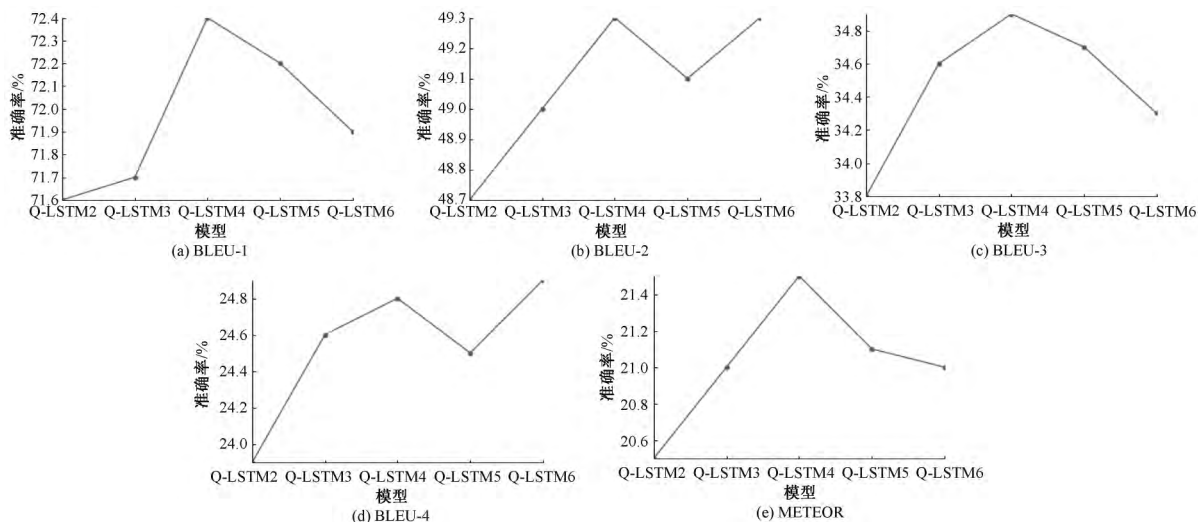 准确率/%
72.4
72.3
72.2
72.1
72.0
71.9
71.8
71.7
71.6
Q-LSTM2 Q-LSTM3 Q-LSTM4 Q-LSTM5 Q-LSTM6
模型
(a) BLEU-1
准确率/%
49.3
49.2
49.1
49.0
48.9
48.8
48.7
Q-LSTM2 Q-LSTM3 Q-LSTM4 Q-LSTM5 Q-LSTM6
模型
(b) BLEU-2
准确率/%
34.8
34.6
34.4
34.2
34.0
33.8
Q-LSTM2 Q-LSTM3 Q-LSTM4 Q-LSTM5 Q-LSTM6
模型
(c) BLEU-3
准确率/%
24.8
24.6
24.4
24.2
24.0
Q-LSTM2 Q-LSTM3 Q-LSTM4 Q-LSTM5 Q-LSTM6
模型
(d) BLEU-4
准确率/%
21.4
21.2
21.0
20.8
20.6
Q-LSTM2 Q-LSTM3 Q-LSTM4 Q-LSTM5 Q-LSTM6
模型
(e) METEOR